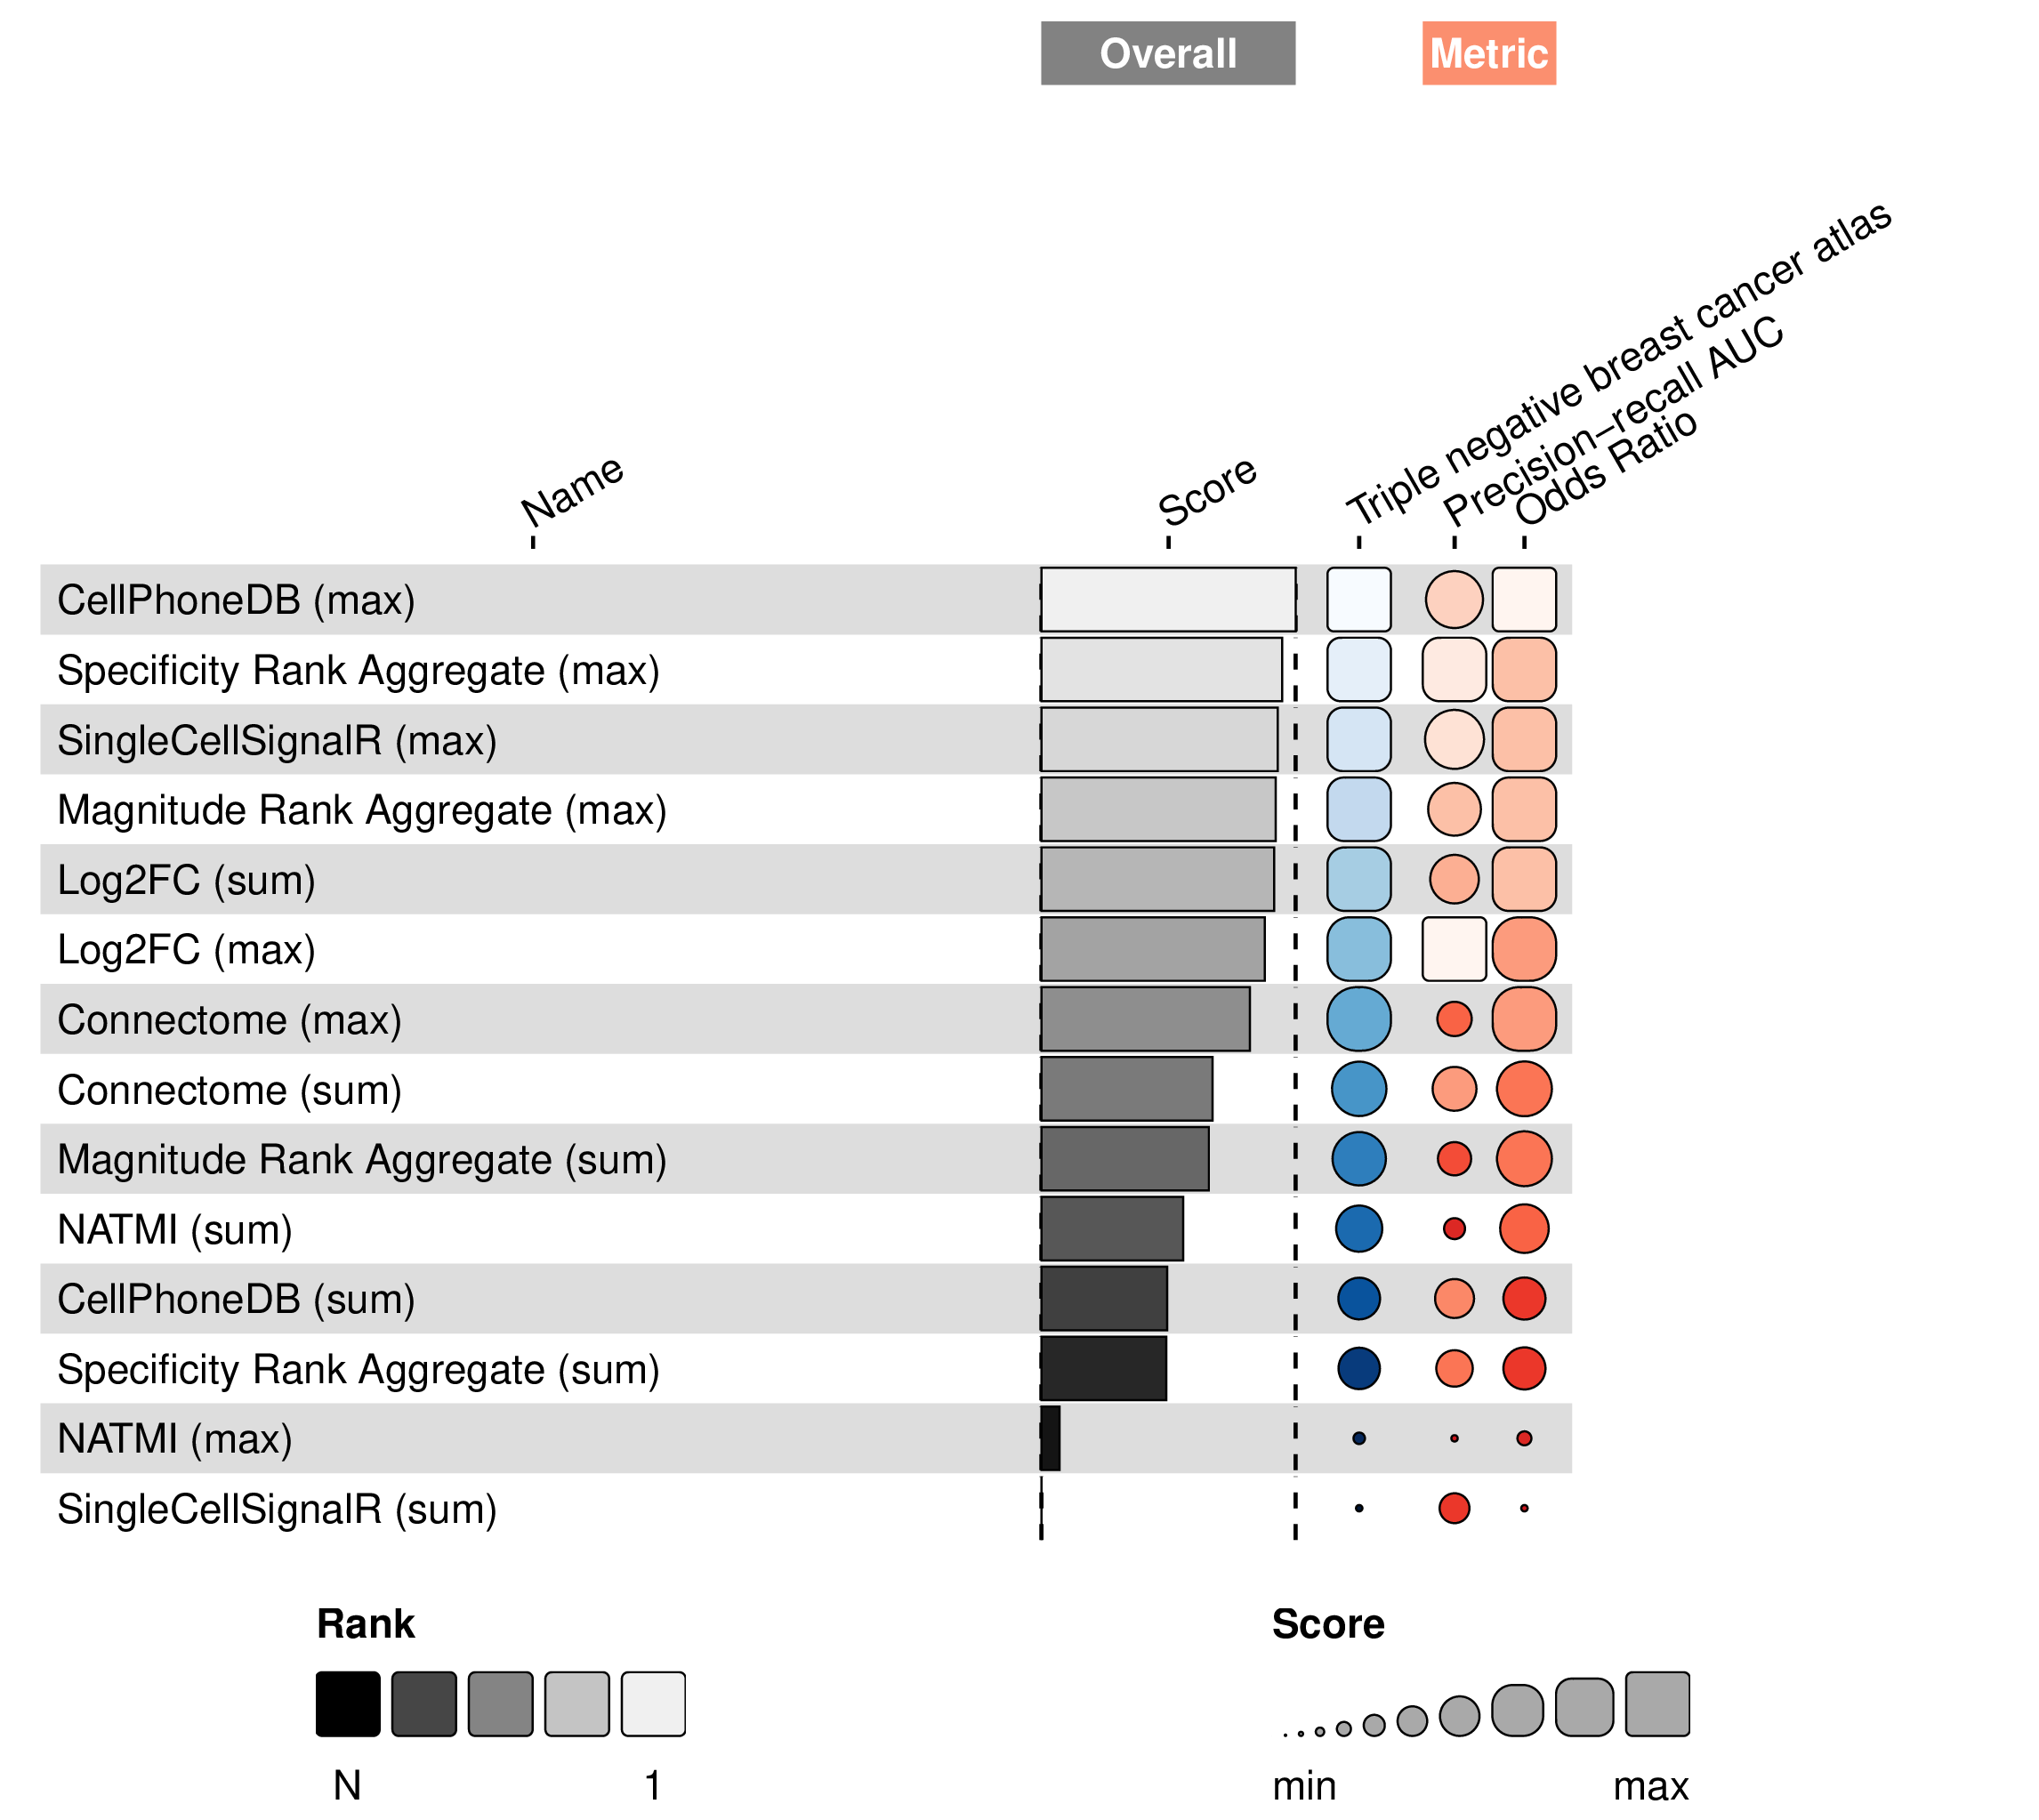 Overall
Metric
Name
Score
Triple negative breast cancer atlas
Precision–recall AUC
Odds Ratio
CellPhoneDB (max)
Specificity Rank Aggregate (max)
SingleCellSignalR (max)
Magnitude Rank Aggregate (max)
Log2FC (sum)
Log2FC (max)
Connectome (max)
Connectome (sum)
Magnitude Rank Aggregate (sum)
NATMI (sum)
CellPhoneDB (sum)
Specificity Rank Aggregate (sum)
NATMI (max)
SingleCellSignalR (sum)
Rank
N
1
Score
min
max